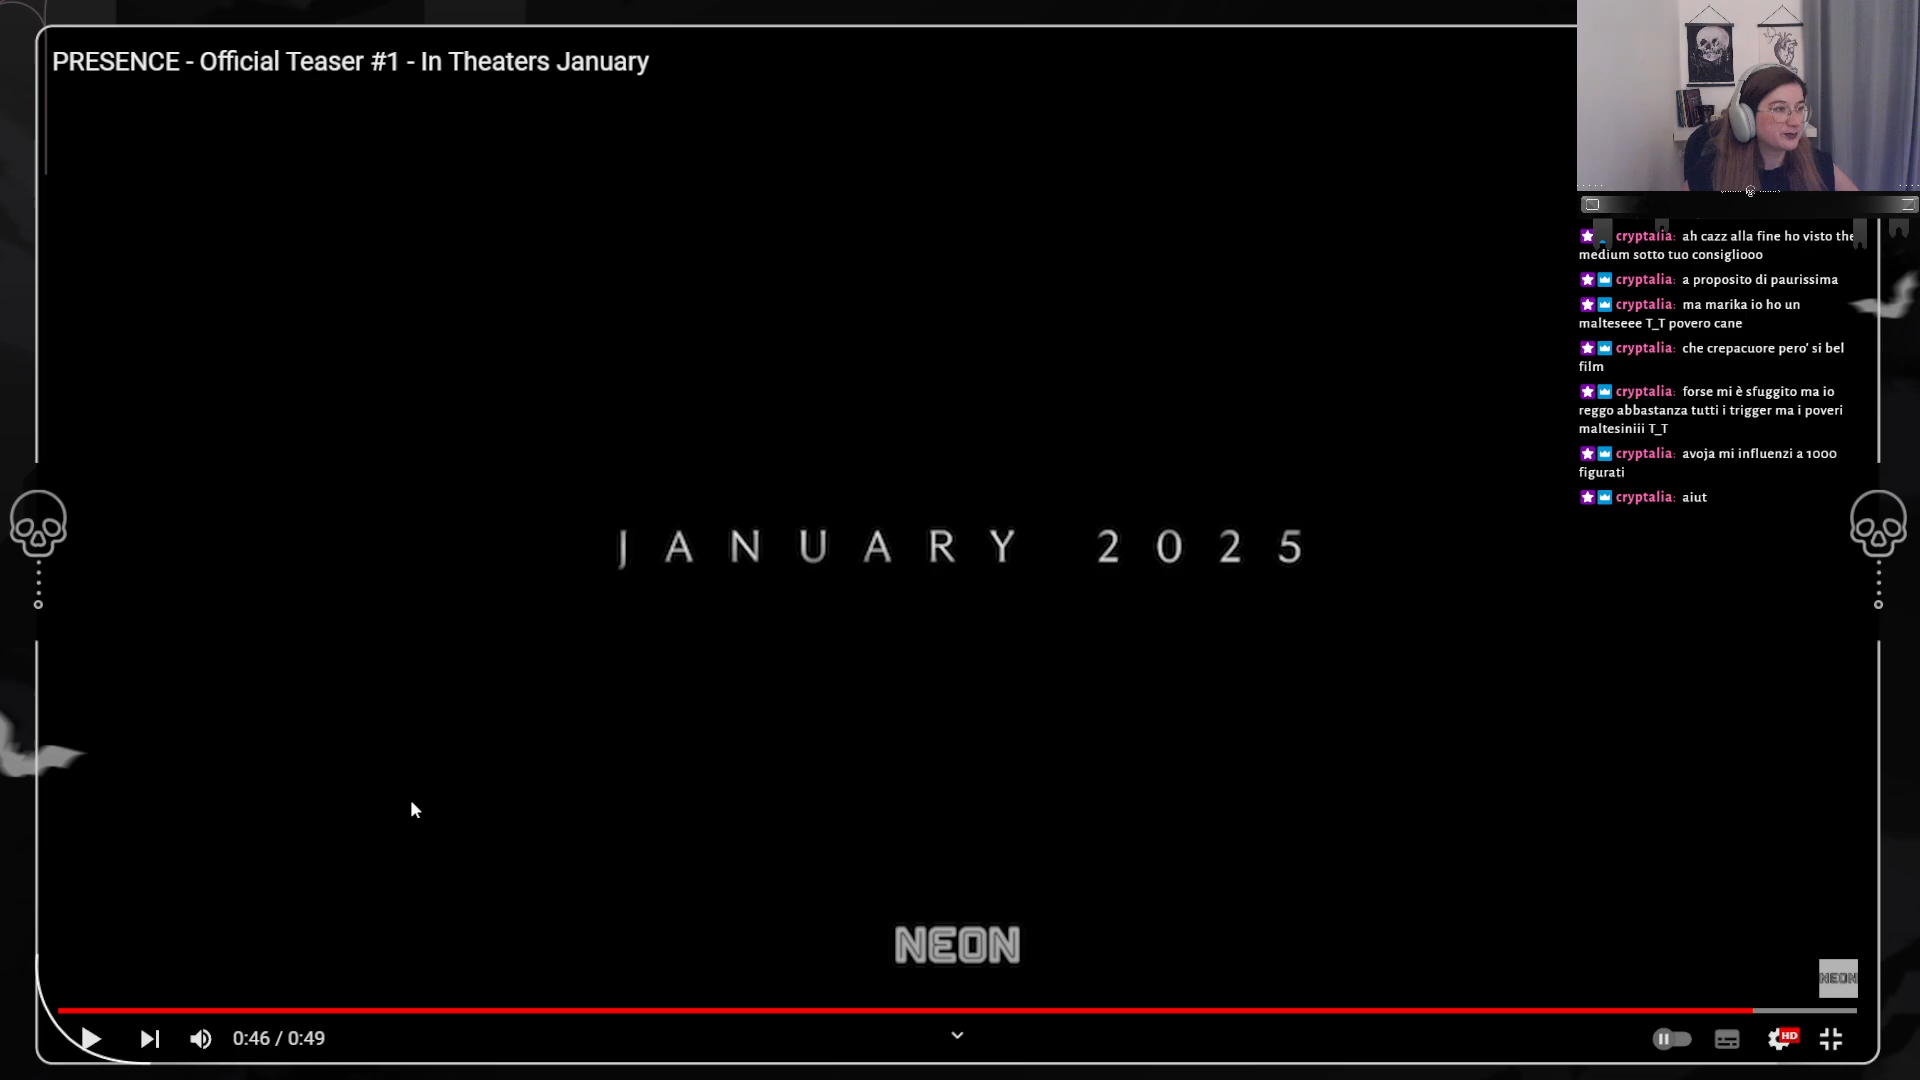 PRESENCE - Official Teaser #1 - In Theaters January
cryptalia: ah cazz alla fine ho visto the
medium sotto tuo consigliooo
cryptalia: a proposito di paurissima
cryptalia: ma marika io ho un
malteseee T_T povero cane
cryptalia: che crepacuore pero' si bel
film
cryptalia: forse mi è sfuggito ma io
reggo abbastanza tutti i trigger ma i poveri
maltesiniii T_T
cryptalia: avoja mi influenzi a 1000
figurati
cryptalia: aiut
JANUARY 2025
NEON
NEON
0:46 / 0:49
HD